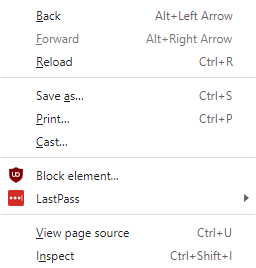 Back Alt+Left Arrow
Forward Alt+Right Arrow
Reload Ctrl+R
Save as... Ctrl+S
Print... Ctrl+P
Cast...
Block element...
LastPass
View page source Ctrl+U
Inspect Ctrl+Shift+I